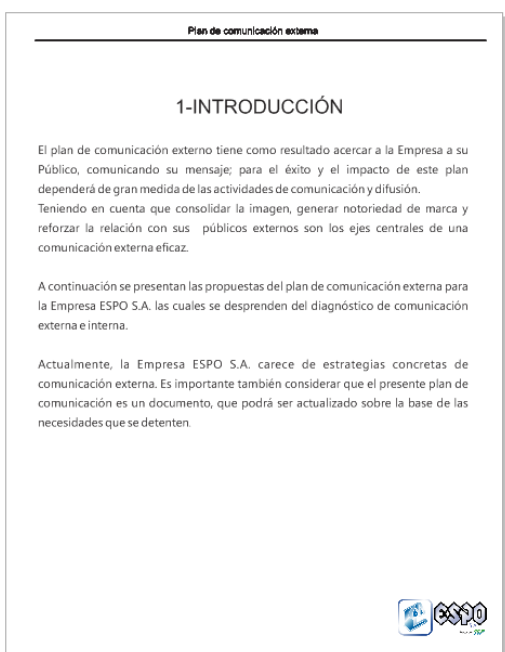 Plan de comunicación externa
1-INTRODUCCIÓN
El plan de comunicación externo tiene como resultado acercar a la Empresa a su
Público, comunicando su mensaje; para el éxito y el impacto de este plan
dependerá de gran medida de las actividades de comunicación y difusión.
Teniendo en cuenta que consolidar la imagen, generar notoriedad de marca y
reforzar la relación con sus públicos externos son los ejes centrales de una
comunicación externa eficaz.
A continuación se presentan las propuestas del plan de comunicación externa para
la Empresa ESPO S.A. las cuales se desprenden del diagnóstico de comunicación
externa e interna.
Actualmente, la Empresa ESPO S.A. carece de estrategias concretas de
comunicación externa. Es importante también considerar que el presente plan de
comunicación es un documento, que podrá ser actualizado sobre la base de las
necesidades que se detenten.
ESPO